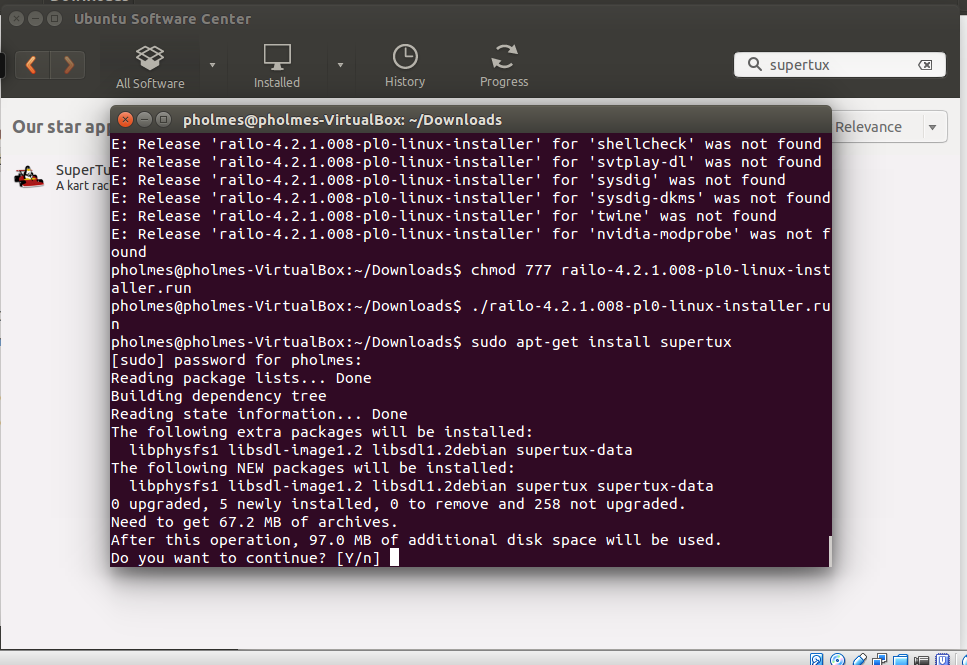 Ubuntu Software Center
All Software
Installed
History
Progress
supertux
Our star app
Relevance
SuperTu
A kart rac
pholmes@pholmes-VirtualBox: ~/Downloads
E: Release 'railo-4.2.1.008-pl0-linux-installer' for 'shellcheck' was not found
E: Release 'railo-4.2.1.008-pl0-linux-installer' for 'svtplay-dl' was not found
E: Release 'railo-4.2.1.008-pl0-linux-installer' for 'sysdig' was not found
E: Release 'railo-4.2.1.008-pl0-linux-installer' for 'sysdig-dkms' was not found
E: Release 'railo-4.2.1.008-pl0-linux-installer' for 'twine' was not found
E: Release 'railo-4.2.1.008-pl0-linux-installer' for 'nvidia-modprobe' was not f
ound
pholmes@pholmes-VirtualBox:~/Downloads$ chmod 777 railo-4.2.1.008-pl0-linux-inst
aller.run
pholmes@pholmes-VirtualBox:~/Downloads$ ./railo-4.2.1.008-pl0-linux-installer.ru
n
pholmes@pholmes-VirtualBox:~/Downloads$ sudo apt-get install supertux
[sudo] password for pholmes:
Reading package lists... Done
Building dependency tree
Reading state information... Done
The following extra packages will be installed:
  libphysfs1 libsdl-image1.2 libsdl1.2debian supertux-data
The following NEW packages will be installed:
  libphysfs1 libsdl-image1.2 libsdl1.2debian supertux supertux-data
0 upgraded, 5 newly installed, 0 to remove and 258 not upgraded.
Need to get 67.2 MB of archives.
After this operation, 97.0 MB of additional disk space will be used.
Do you want to continue? [Y/n]